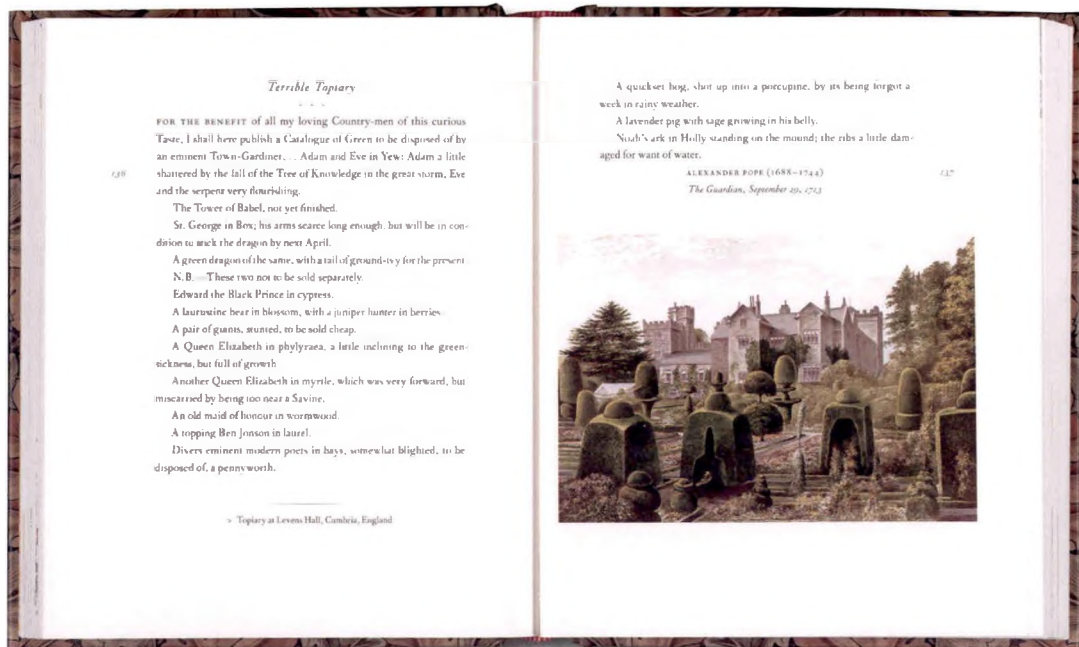 Terrible Topiary
FOR THE BENEFIT of all my loving Country-men of this curious
Taste, I shall here publish a Catalogue of Green to be disposed of by
an eminent Town-Gardiner. . . Adam and Eve in Yew: Adam a little
136
shattered by the fall of the Tree of Knowledge in the great storm, Eve
and the serpent very flourishing.
The Tower of Babel, not yet finished.
St. George in Box; his arms scarce long enough, but will be in con-
dition to stick the dragon by next April.
A green dragon of the same, with a tail of ground-ivy for the present.
N.B. —These two not to be sold separately.
Edward the Black Prince in cypress.
A laurustine bear in blossom, with a juniper hunter in berries.
A pair of giants, stunted, to be sold cheap.
A Queen Elizabeth in phylyraea, a little inclining to the green-
sickness, but full of growth
Another Queen Elizabeth in myrtle, which was very forward, but
miscarried by being too near a Savine.
An old maid of honour in wormwood.
A topping Ben Jonson in laurel.
Divers eminent modern poets in bays, somewhat blighted, to be
disposed of, a pennyworth.
Topiary at Levens Hall, Cumbria, England
A quickset hog, shot up into a porcupine, by its being forgot a
week in rainy weather.
A lavender pig with sage growing in his belly.
Noah's ark in Holly standing on the mound; the ribs a little dam-
aged for want of water.
ALEXANDER POPE (1688–1744)
137
The Guardian, September 29, 1713